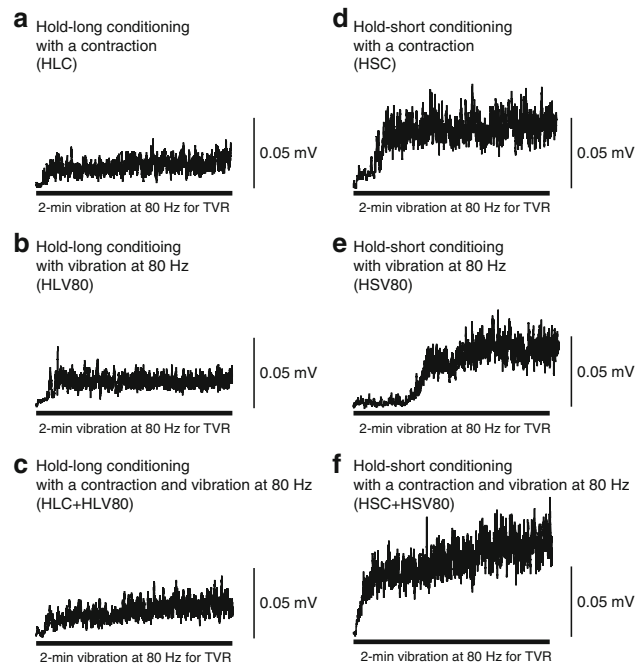 a Hold-long conditioning
with a contraction
(HLC)
0.05 mV
2-min vibration at 80 Hz for TVR
b Hold-long conditioing
with vibration at 80 Hz
(HLV80)
0.05 mV
2-min vibration at 80 Hz for TVR
c Hold-long conditioning
with a contraction and vibration at 80 Hz
(HLC+HLV80)
0.05 mV
2-min vibration at 80 Hz for TVR
d Hold-short conditioning
with a contraction
(HSC)
0.05 mV
2-min vibration at 80 Hz for TVR
e Hold-short conditioing
with vibration at 80 Hz
(HSV80)
0.05 mV
2-min vibration at 80 Hz for TVR
f Hold-short conditioning
with a contraction and vibration at 80 Hz
(HSC+HSV80)
0.05 mV
2-min vibration at 80 Hz for TVR